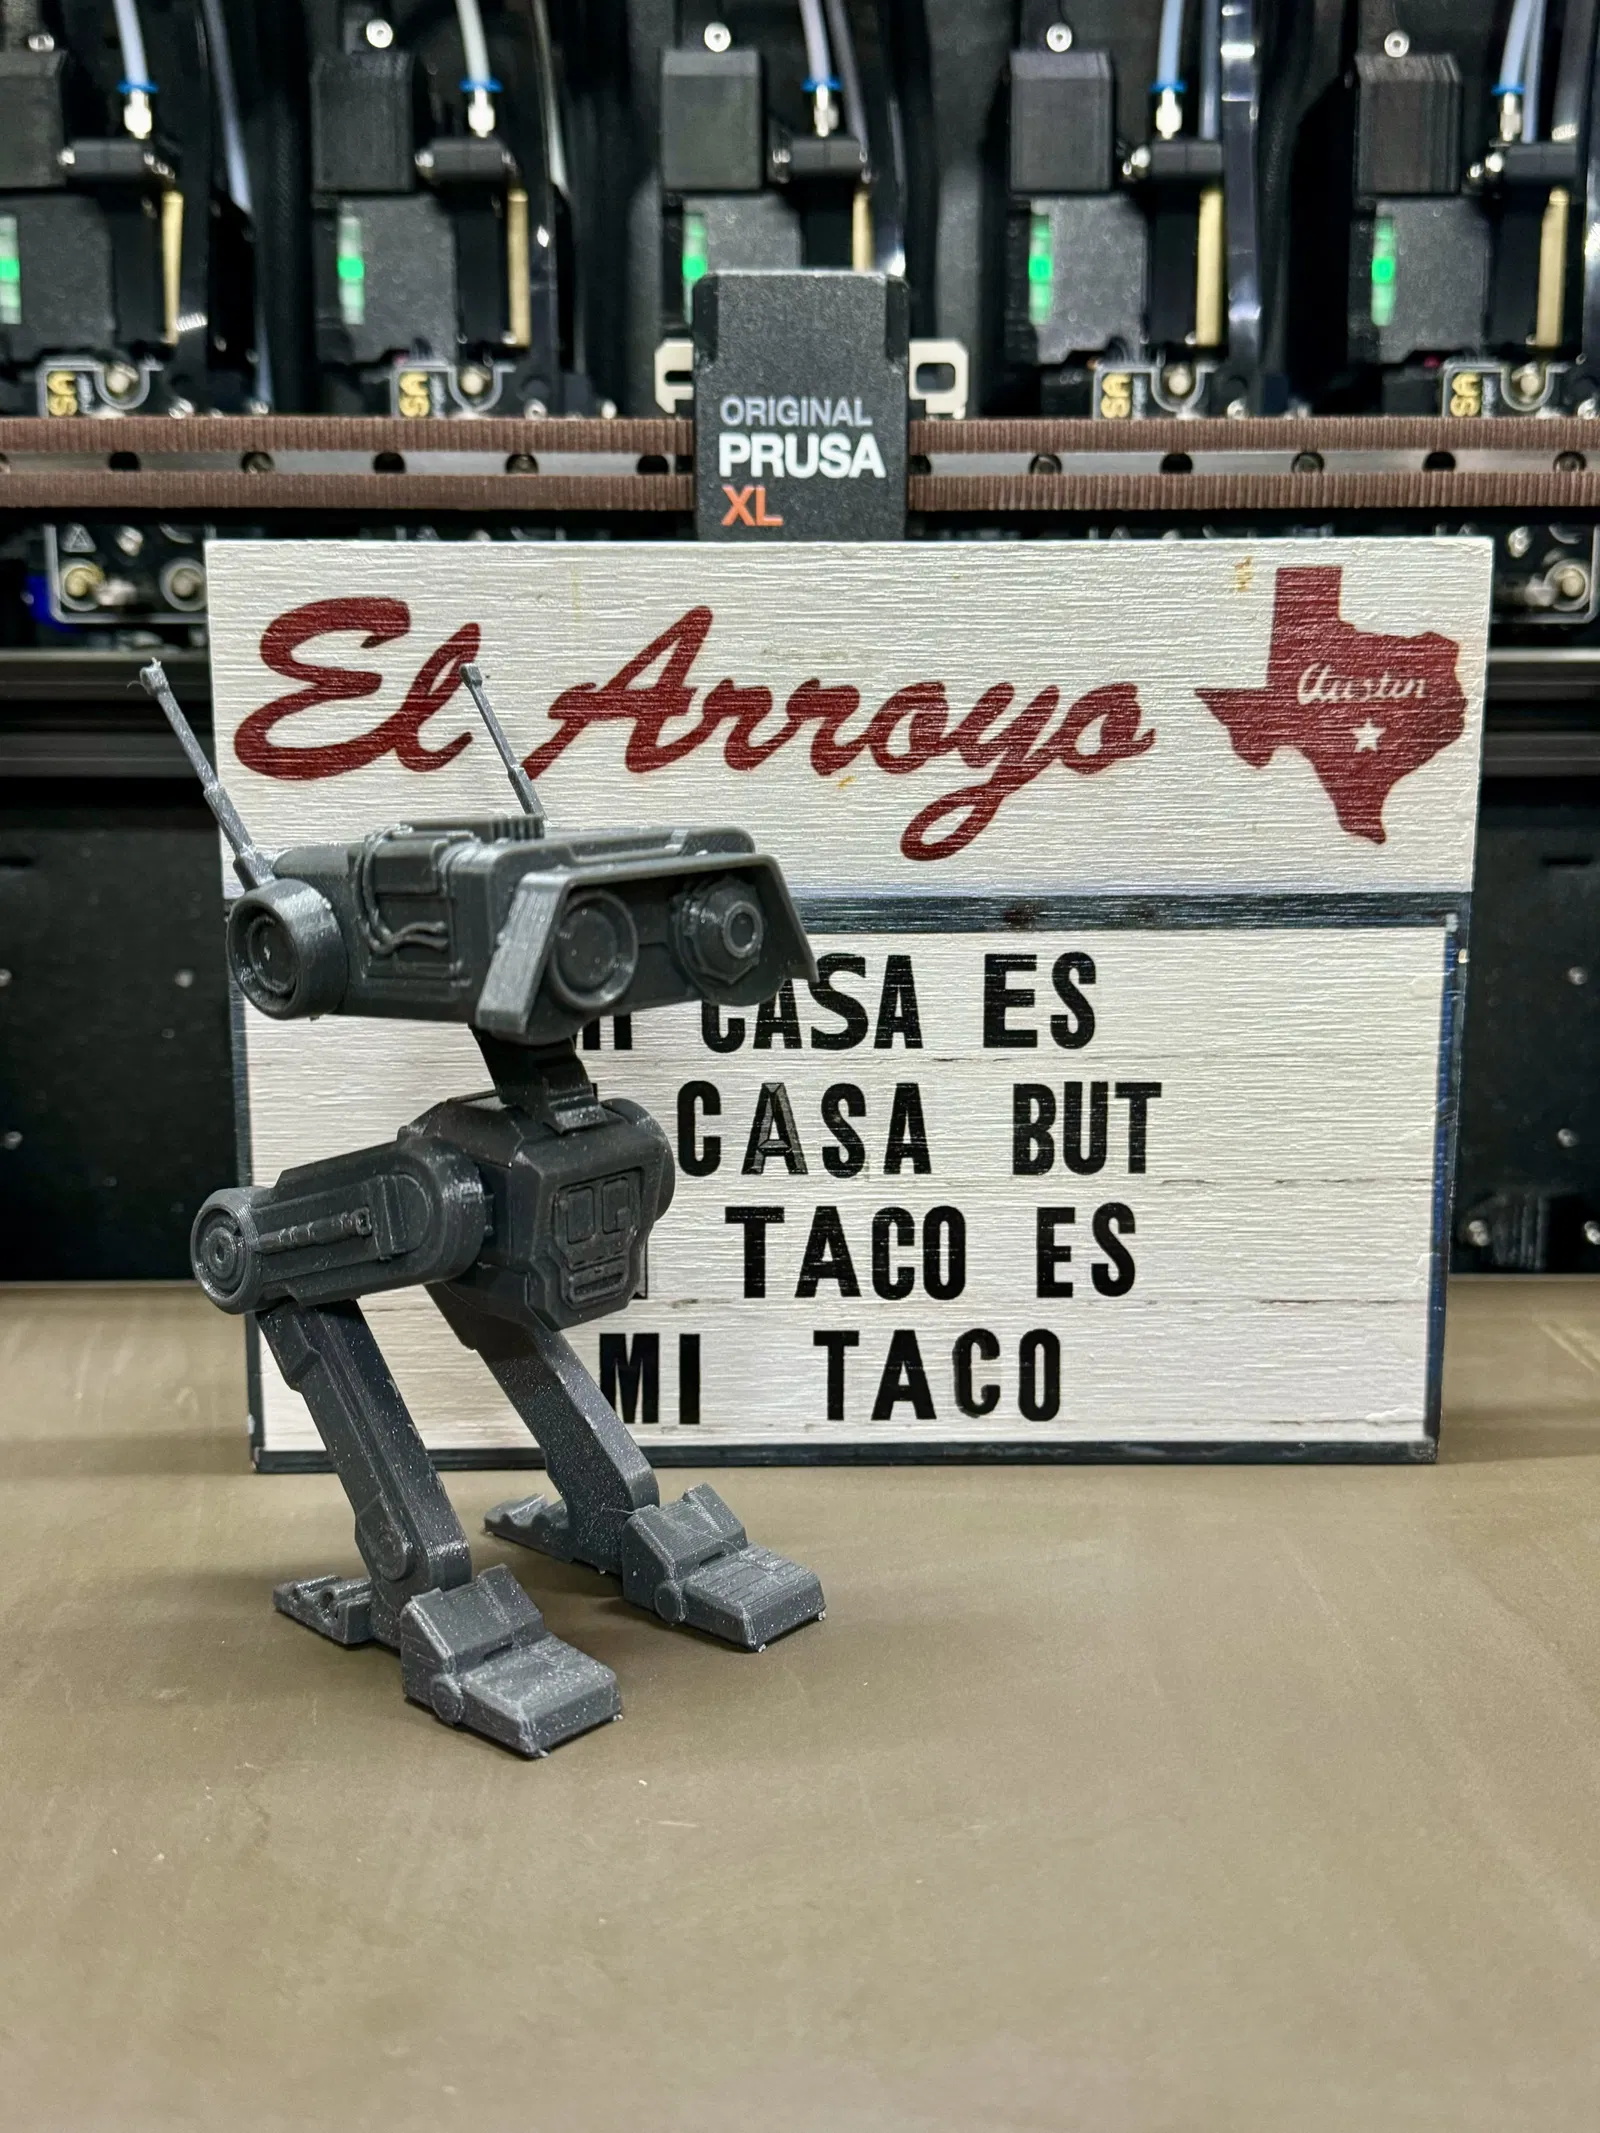 ORIGINAL
PRUSA
XL
El Arroyo
Austin
CASA ES
CASA BUT
TACO ES
MI TACO